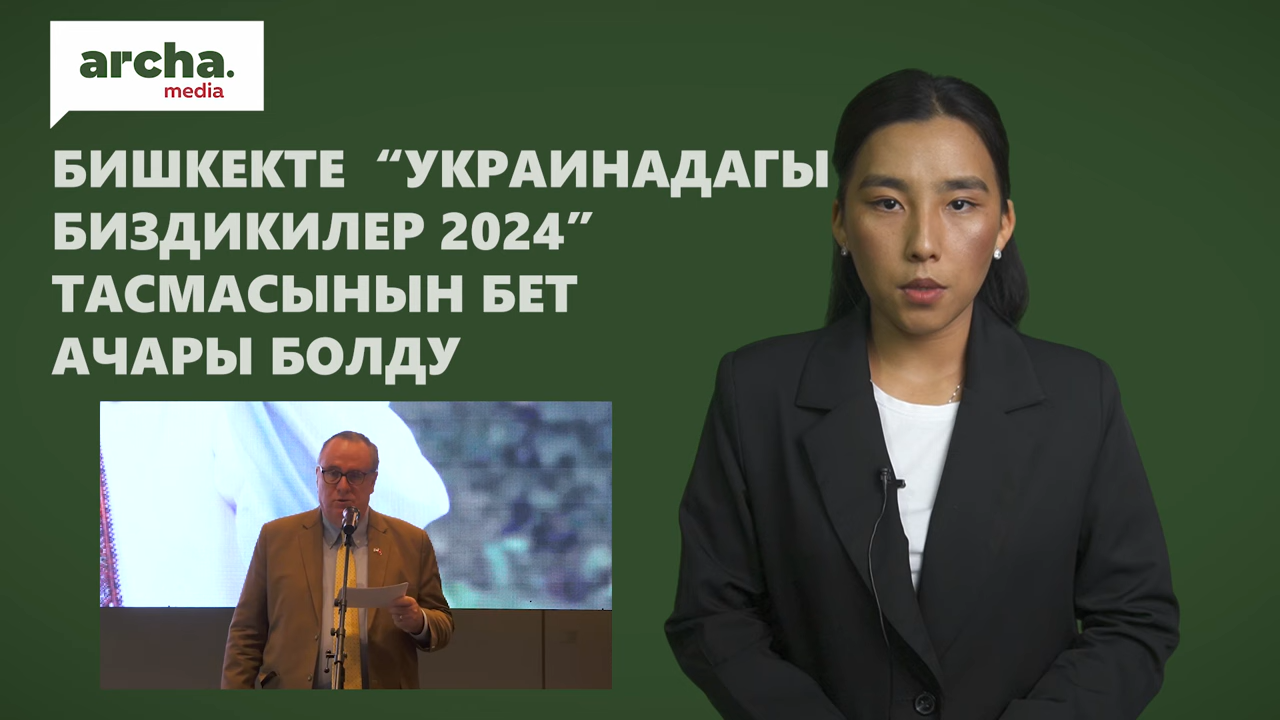 archa.
media
БИШКЕКТЕ “УКРАИНАДАГЫ
БИЗДИКИЛЕР 2024”
ТАСМАСЫНЫН БЕТ
АЧАРЫ БОЛДУ